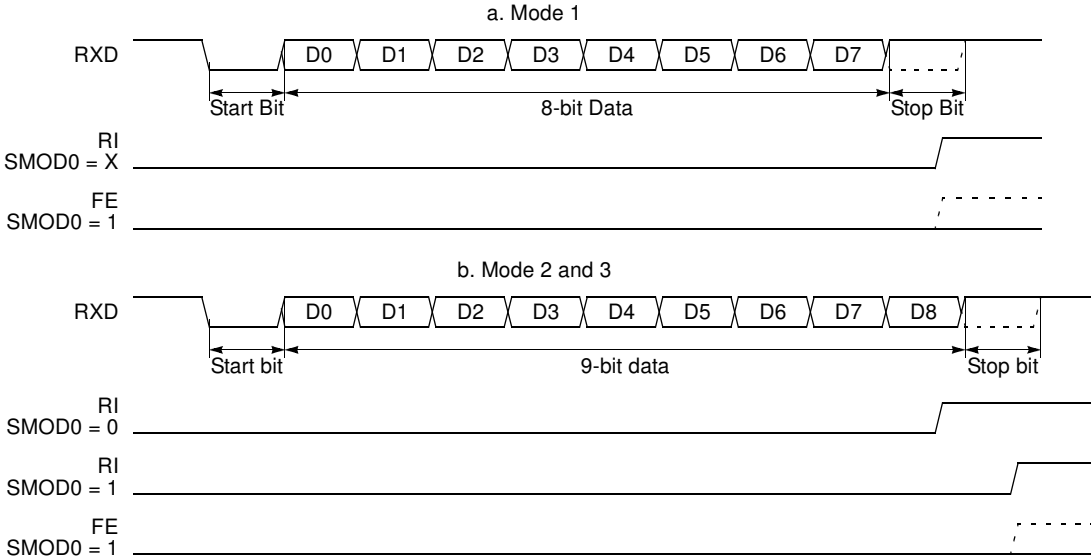 a. Mode 1
RXD D0 D1 D2 D3 D4 D5 D6 D7
Start Bit 8-bit Data Stop Bit
RI
SMOD0 = X
FE
SMOD0 = 1
b. Mode 2 and 3
RXD D0 D1 D2 D3 D4 D5 D6 D7 D8
Start bit 9-bit data Stop bit
RI
SMOD0 = 0
RI
SMOD0 = 1
FE
SMOD0 = 1